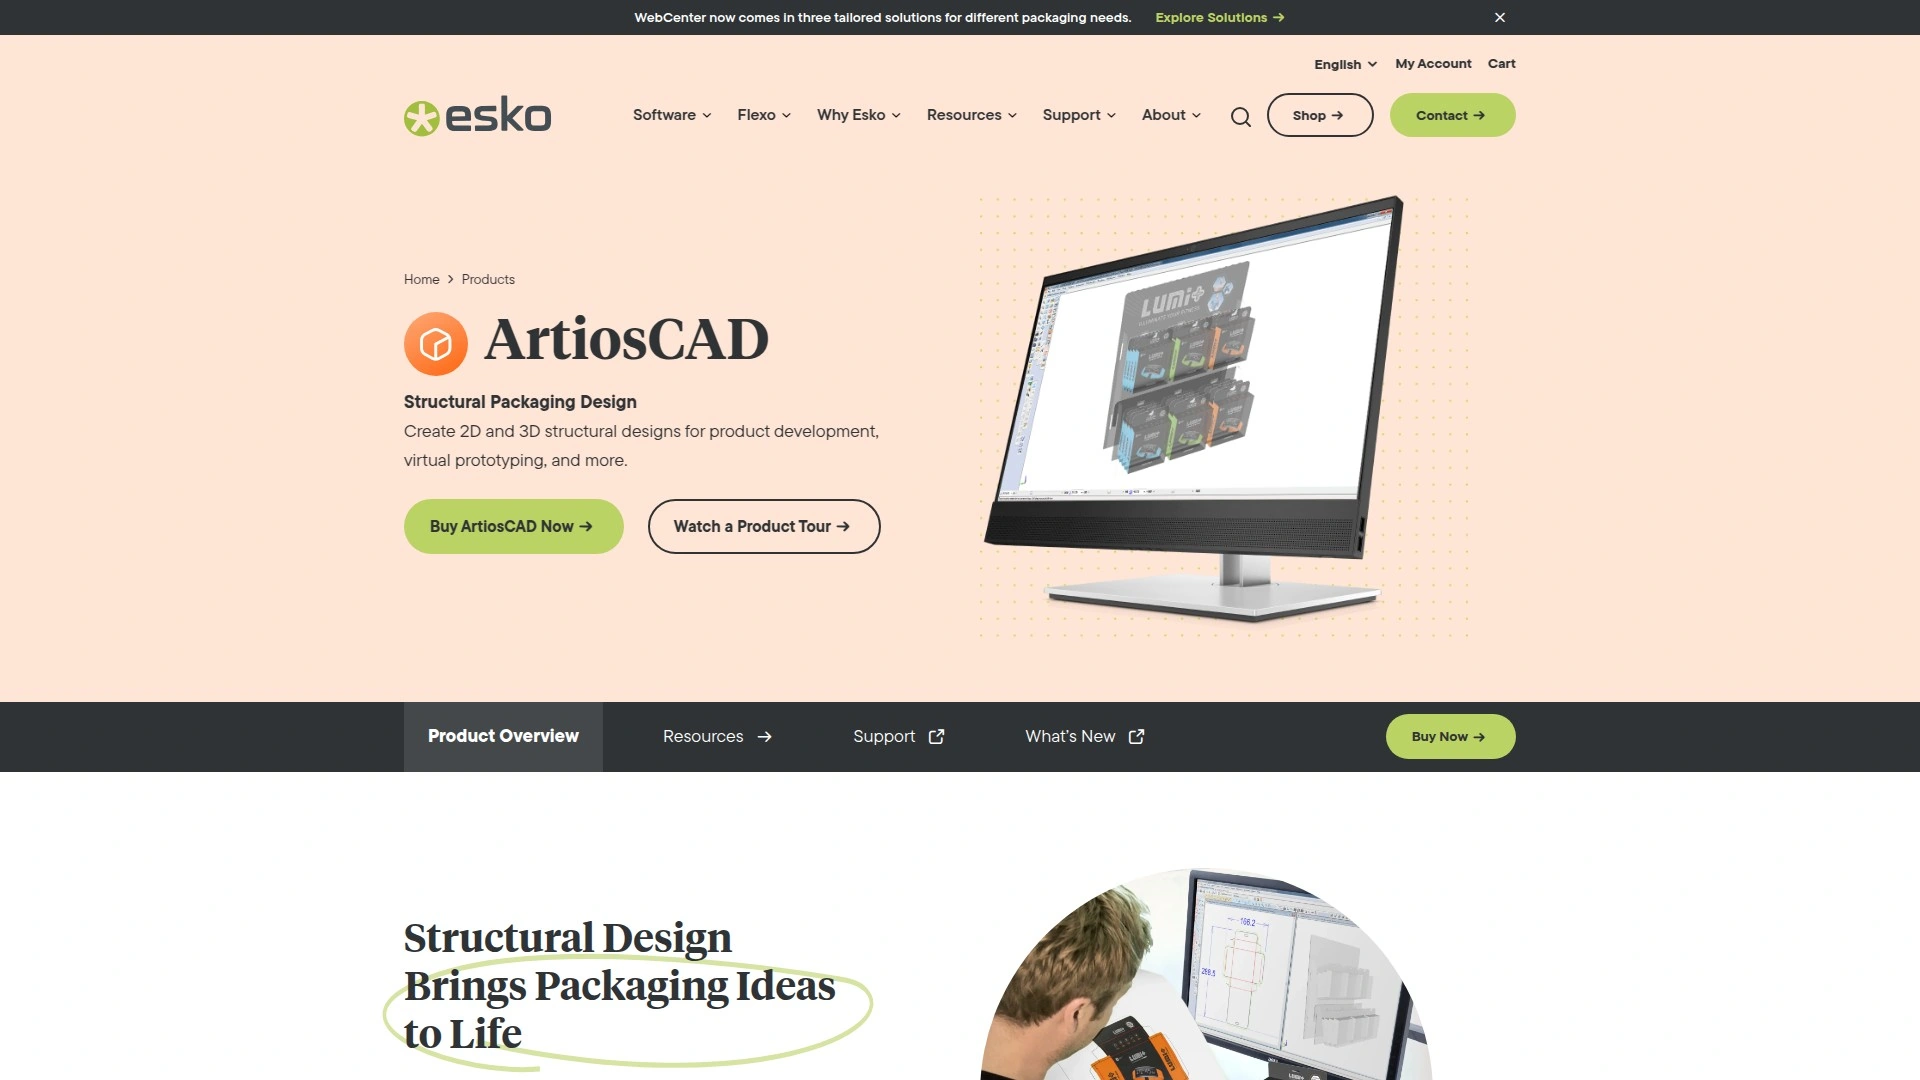 WebCenter now comes in three tailored solutions for different packaging needs. Explore Solutions →
English My Account Cart
esko
Software Flexo Why Esko Resources Support About Shop → Contact →
Home > Products
ArtiosCAD
Structural Packaging Design
Create 2D and 3D structural designs for product development,
virtual prototyping, and more.
Buy ArtiosCAD Now → Watch a Product Tour →
LUMI+
Product Overview Resources → Support What's New Buy Now →
Structural Design
Brings Packaging Ideas
to Life
166.2
LUMI+